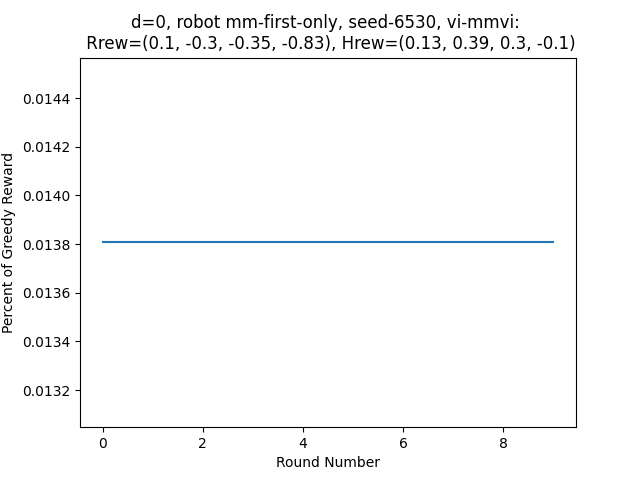 d=0, robot mm-first-only, seed-6530, vi-mmvi:
Rrew=(0.1, -0.3, -0.35, -0.83), Hrew=(0.13, 0.39, 0.3, -0.1)
Percent of Greedy Reward
0.0144
0.0142
0.0140
0.0138
0.0136
0.0134
0.0132
0 2 4 6 8
Round Number